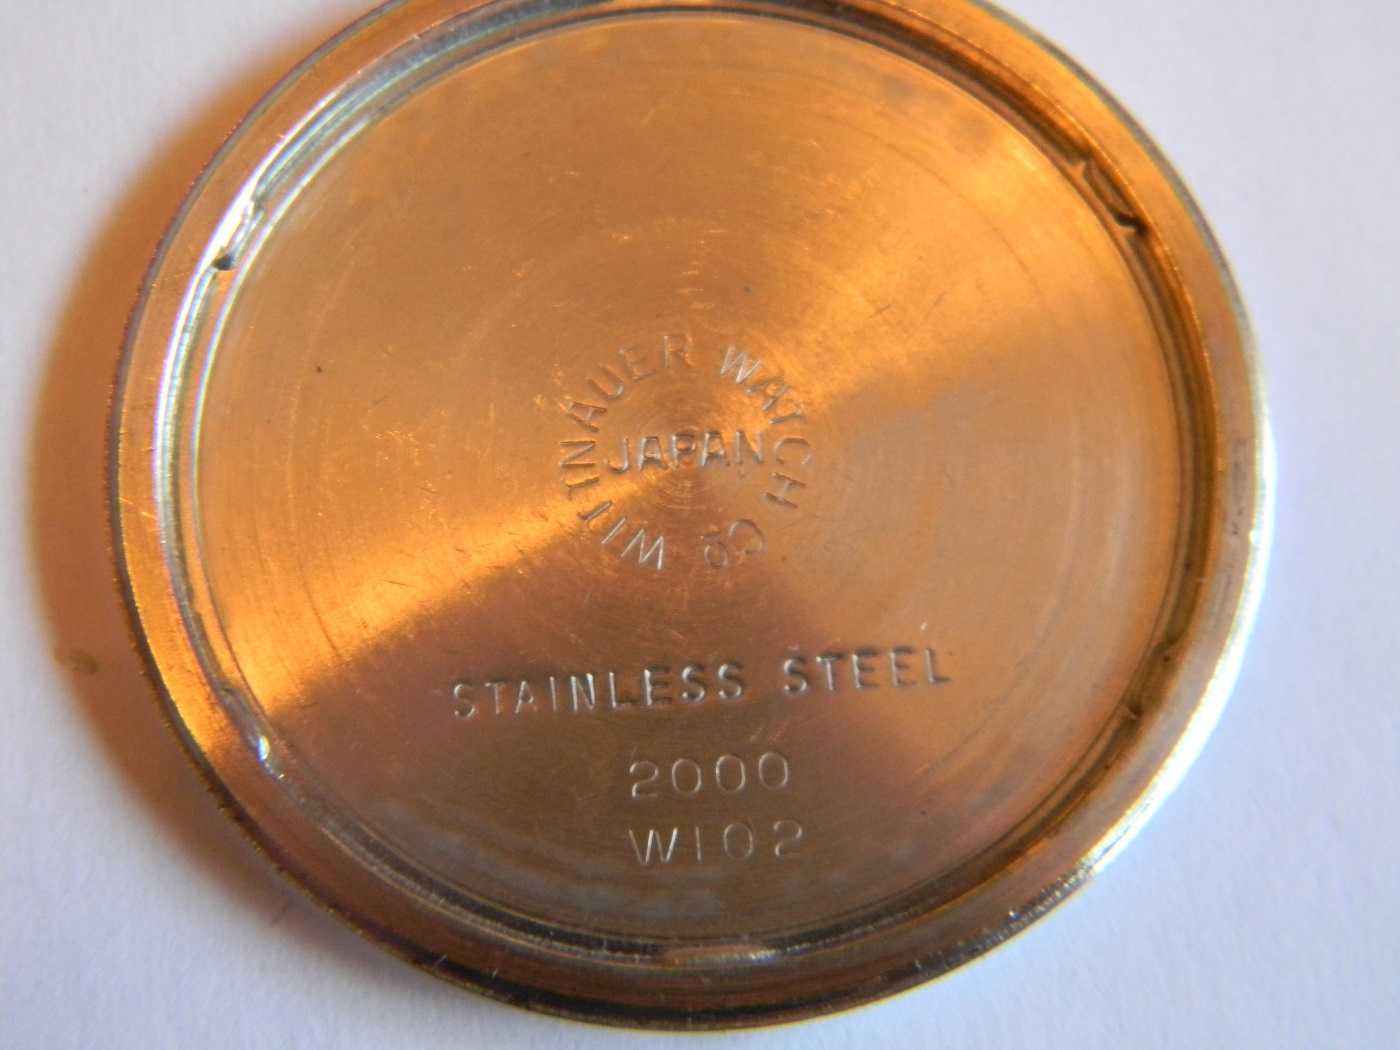 WITTNAUER WATCH Co
JAPAN
STAINLESS STEEL
2000
W102